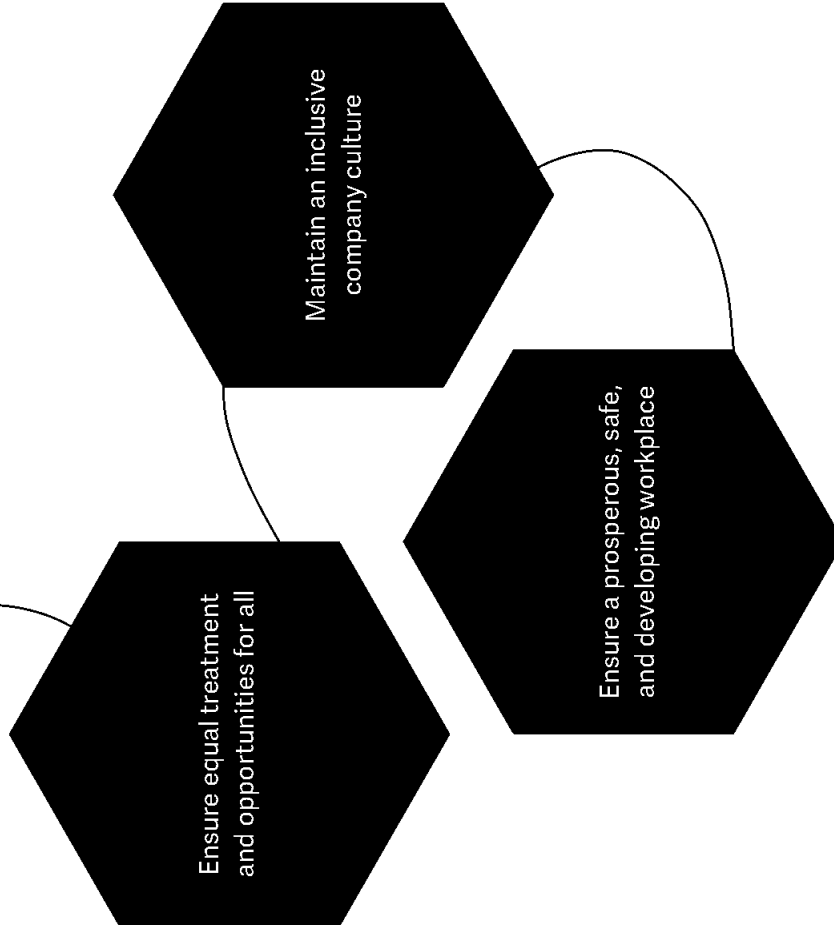 Ensure equal treatment
and opportunities for all
Maintain an inclusive
company culture
Ensure a prosperous, safe,
and developing workplace